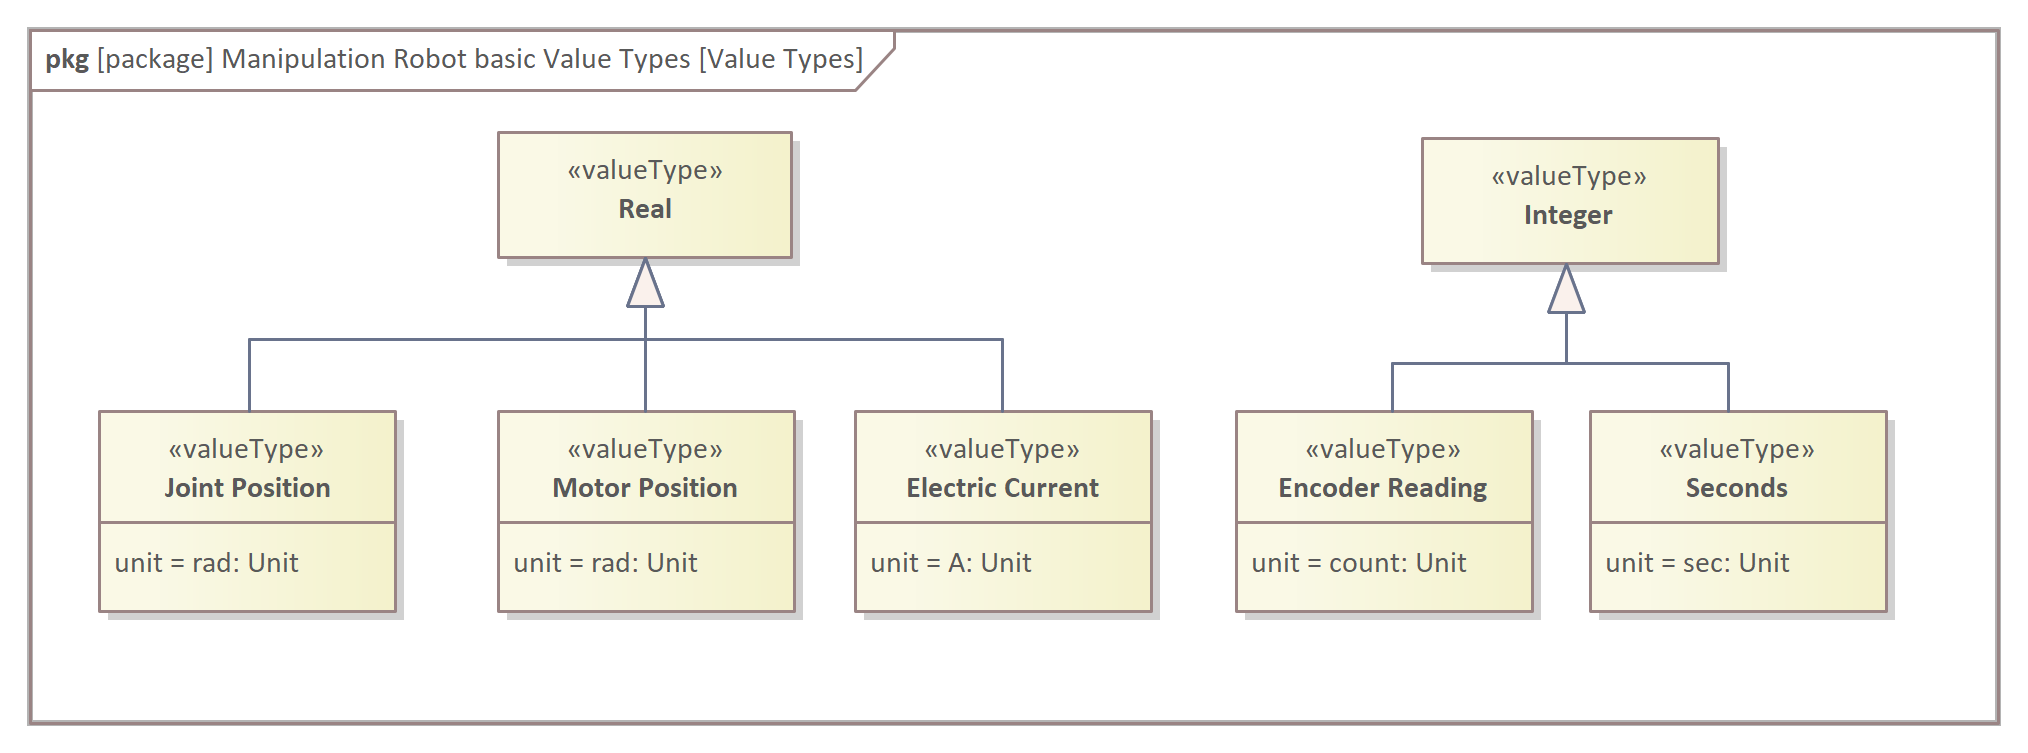 pkg [package] Manipulation Robot basic Value Types [Value Types]
«valueType»
Real
«valueType»
Integer
«valueType»
Joint Position
unit = rad: Unit
«valueType»
Motor Position
unit = rad: Unit
«valueType»
Electric Current
unit = A: Unit
«valueType»
Encoder Reading
unit = count: Unit
«valueType»
Seconds
unit = sec: Unit